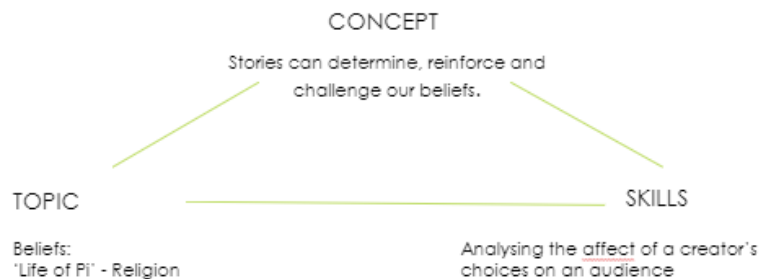 CONCEPT
Stories can determine, reinforce and
challenge our beliefs.
TOPIC
SKILLS
Beliefs:
'Life of Pi' - Religion
Analysing the affect of a creator's
choices on an audience